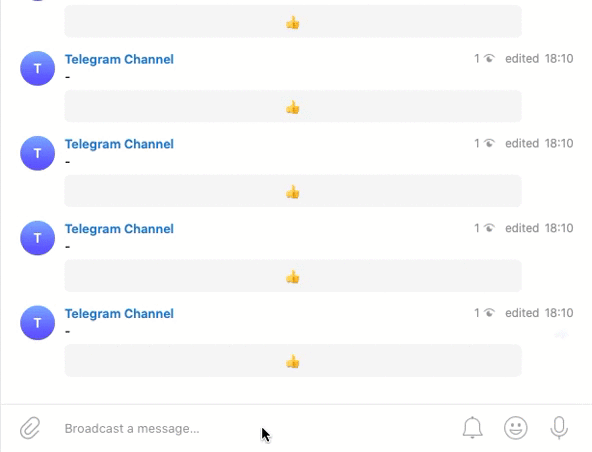 👍
T
Telegram Channel
1 edited 18:10
-
👍
T
Telegram Channel
1 edited 18:10
-
👍
T
Telegram Channel
1 edited 18:10
-
👍
T
Telegram Channel
1 edited 18:10
-
👍
Broadcast a message...